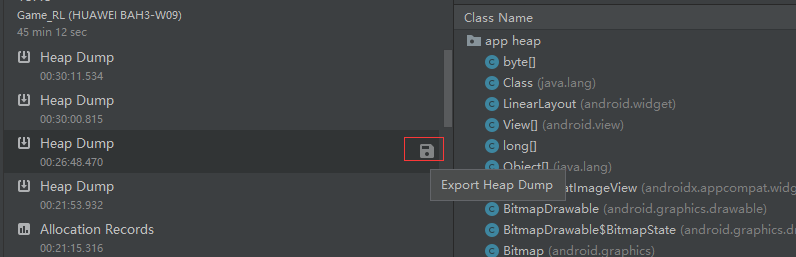 Game_RL (HUAWEI BAH3-W09)
45 min 12 sec
Heap Dump
00:30:11.534
Heap Dump
00:30:00.815
Heap Dump
00:26:48.470
Heap Dump
00:21:53.932
Allocation Records
00:21:15.316
Export Heap Dump
Class Name
app heap
byte[]
Class (java.lang)
LinearLayout (android.widget)
View[] (android.view)
long[]
Object[] (java.lang)
atImageView (androidx.appcompat.widg
BitmapDrawable (android.graphics.drawable)
BitmapDrawable$BitmapState (android.graphics.dra
Bitmap (android.graphics)